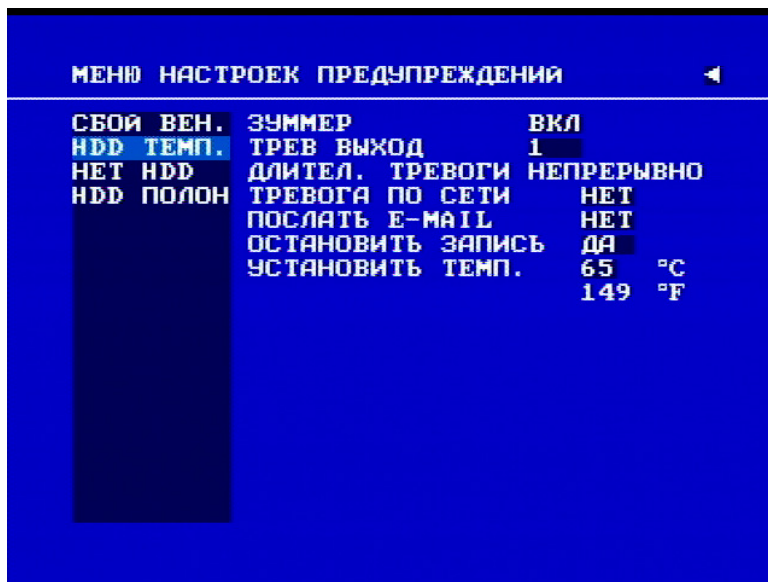 МЕНЮ НАСТРОЕК ПРЕДУПРЕЖДЕНИЙ
СБОЙ ВЕН. ЗУММЕР ВКЛ
HDD ТЕМП. ТРЕВ ВЫХОД 1
НЕТ HDD ДЛИТЕЛ. ТРЕВОГИ НЕПРЕРЫВНО
HDD ПОЛОН ТРЕВОГА ПО СЕТИ НЕТ
ПОСЛАТЬ E-MAIL НЕТ
ОСТАНОВИТЬ ЗАПИСЬ ДА
УСТАНОВИТЬ ТЕМП. 65 °C
149 °F